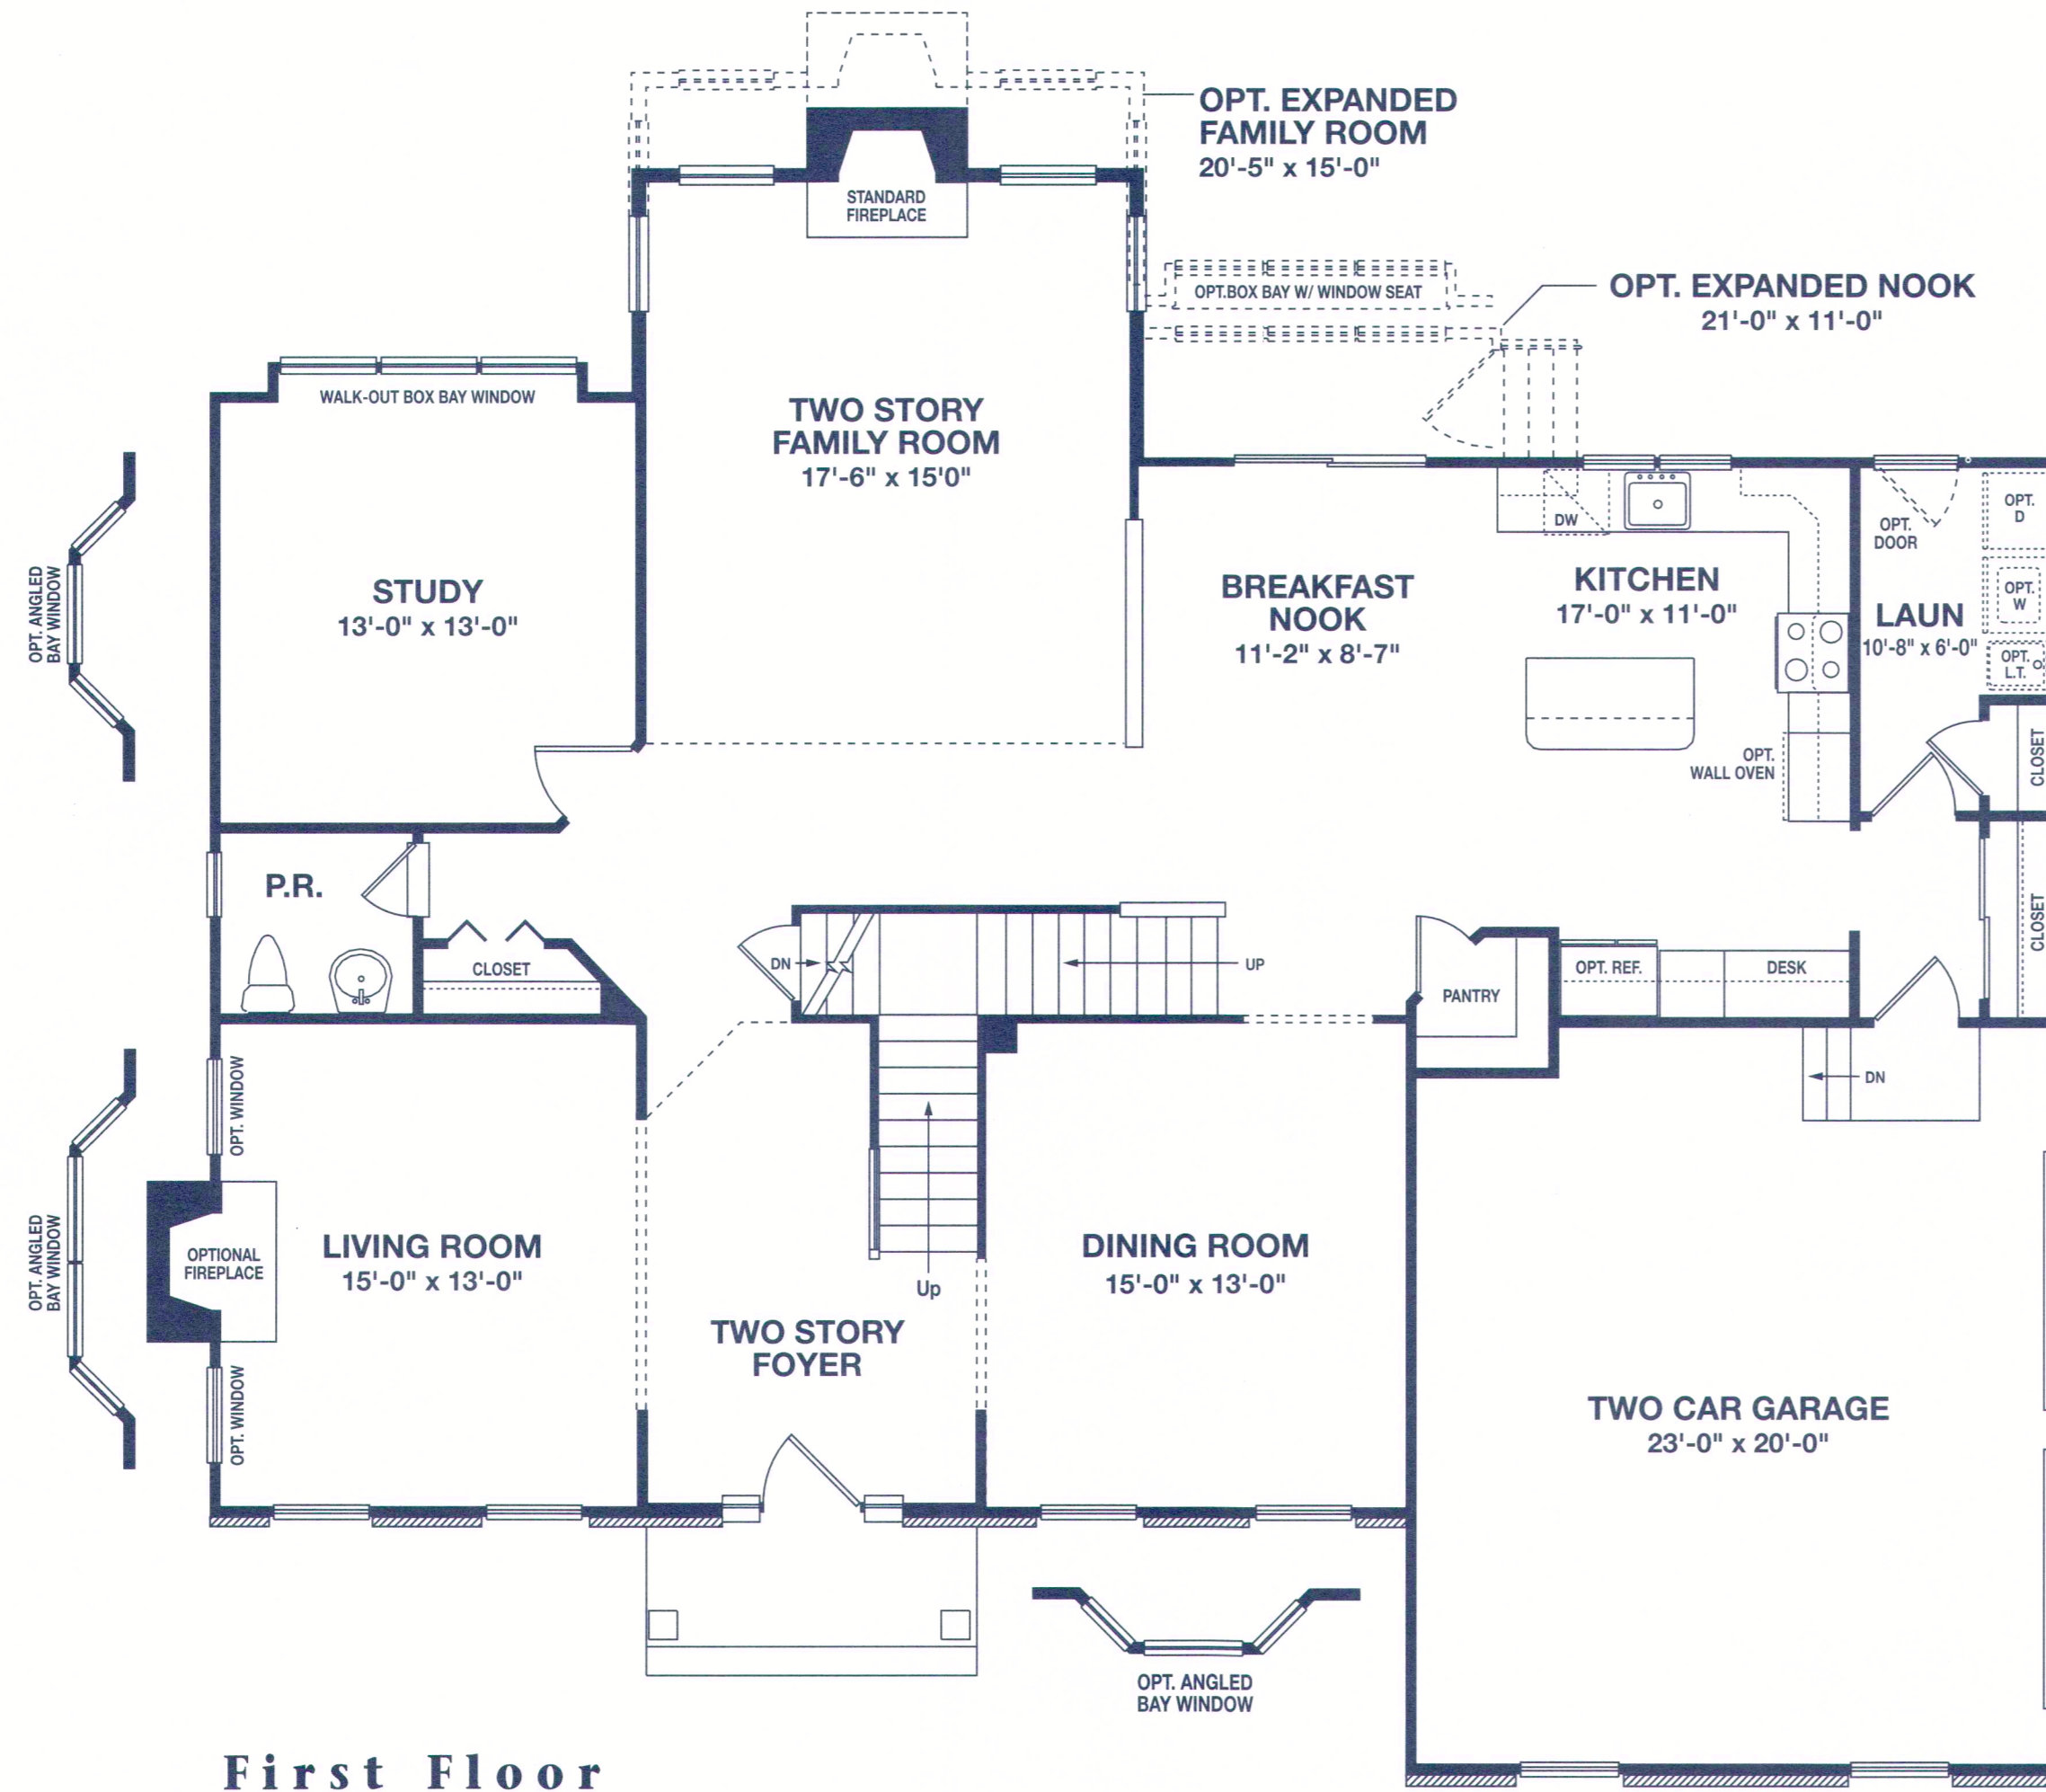 OPT. EXPANDED
FAMILY ROOM
20'-5" x 15'-0"
STANDARD
FIREPLACE
OPT.BOX BAY W/ WINDOW SEAT
OPT. EXPANDED NOOK
21'-0" x 11'-0"
WALK-OUT BOX BAY WINDOW
TWO STORY
FAMILY ROOM
17'-6" x 15'0"
OPT. ANGLED
BAY WINDOW
STUDY
13'-0" x 13'-0"
BREAKFAST
NOOK
11'-2" x 8'-7"
DW
KITCHEN
17'-0" x 11'-0"
OPT.
WALL OVEN
OPT.
DOOR
LAUN
10'-8" x 6'-0"
OPT.
D
OPT.
W
OPT.
L.T.
CLOSET
CLOSET
P.R.
CLOSET
DN
UP
PANTRY
OPT. REF.
DESK
DN
OPT. WINDOW
OPT. ANGLED
BAY WINDOW
OPTIONAL
FIREPLACE
LIVING ROOM
15'-0" x 13'-0"
OPT. WINDOW
Up
TWO STORY
FOYER
DINING ROOM
15'-0" x 13'-0"
TWO CAR GARAGE
23'-0" x 20'-0"
OPT. ANGLED
BAY WINDOW
First Floor